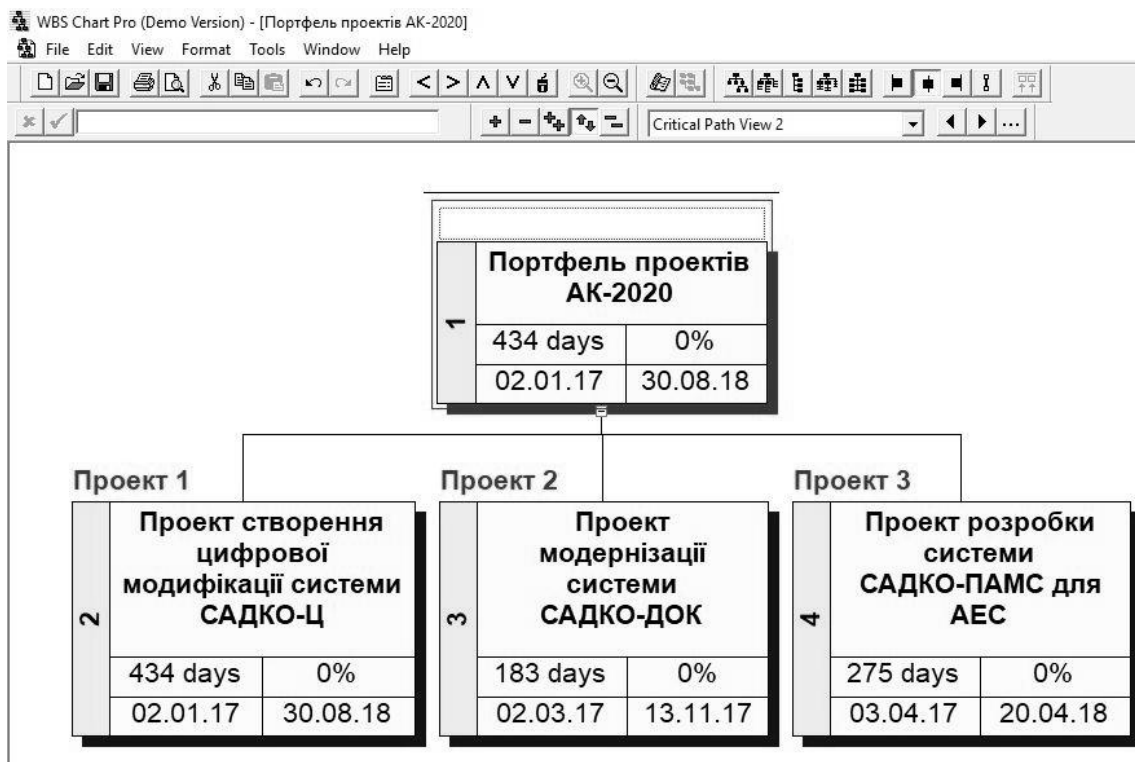 WBS Chart Pro (Demo Version) - [Портфель проектів АК-2020]
File Edit View Format Tools Window Help
Critical Path View 2
Портфель проектів
АК-2020
1
434 days 0%
02.01.17 30.08.18
Проект 1 Проект 2 Проект 3
Проект створення
цифрової
модифікації системи
САДКО-Ц
2
434 days 0%
02.01.17 30.08.18
Проект
модернізації
системи
САДКО-ДОК
3
183 days 0%
02.03.17 13.11.17
Проект розробки
системи
САДКО-ПАМС для
АЕС
4
275 days 0%
03.04.17 20.04.18